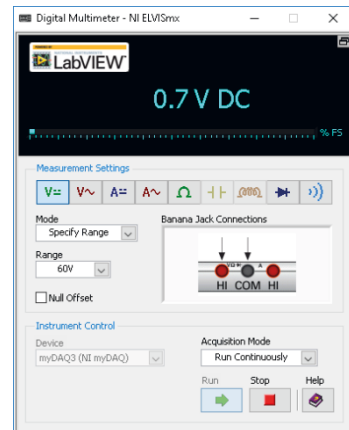 Digital Multimeter - NI ELVISmx
LabVIEW
0.7 V DC
% FS
Measurement Settings
V V A A Ω
Mode
Specify Range
Banana Jack Connections
Range
60V
HI COM HI
Null Offset
Instrument Control
Device
myDAQ3 (NI myDAQ)
Acquisition Mode
Run Continuously
Run Stop Help